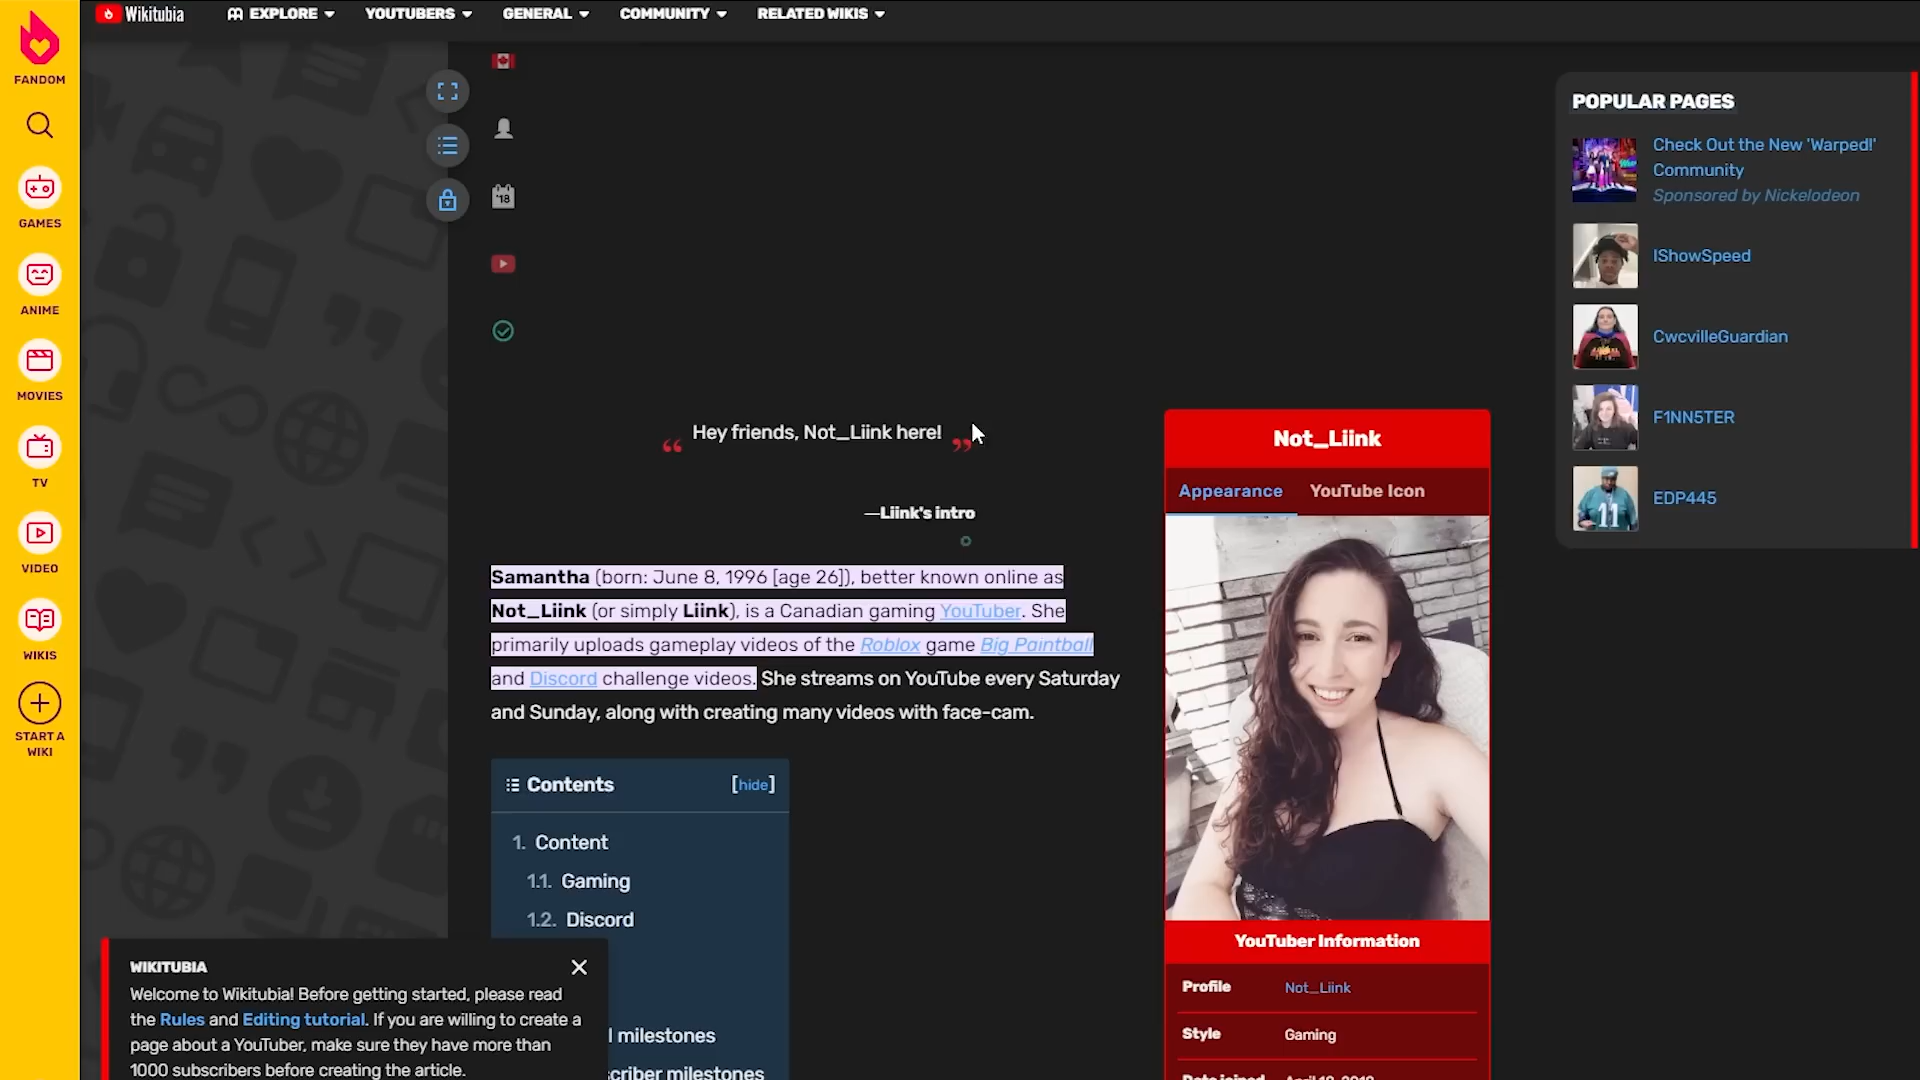 Wikitubia
EXPLORE
YOUTUBERS
GENERAL
COMMUNITY
RELATED WIKIS
FANDOM
GAMES
ANIME
MOVIES
TV
VIDEO
WIKIS
START A
WIKI
'18
Hey friends, Not_Liink here!
—Liink's intro
Samantha (born: June 8, 1996 [age 26]), better known online as
Not_Liink (or simply Liink), is a Canadian gaming YouTuber. She
primarily uploads gameplay videos of the Roblox game Big Paintball
and Discord challenge videos. She streams on YouTube every Saturday
and Sunday, along with creating many videos with face-cam.
Contents [hide]
1. Content
1.1. Gaming
1.2. Discord
milestones
criber milestones
WIKITUBIA
Welcome to Wikitubia! Before getting started, please read
the Rules and Editing tutorial. If you are willing to create a
page about a YouTuber, make sure they have more than
1000 subscribers before creating the article.
Not_Liink
Appearance YouTube Icon
YouTuber Information
Profile Not_Liink
Style Gaming
Date joined
POPULAR PAGES
Check Out the New 'Warped!'
Community
Sponsored by Nickelodeon
IShowSpeed
CwcvilleGuardian
F1NN5TER
EDP445
11